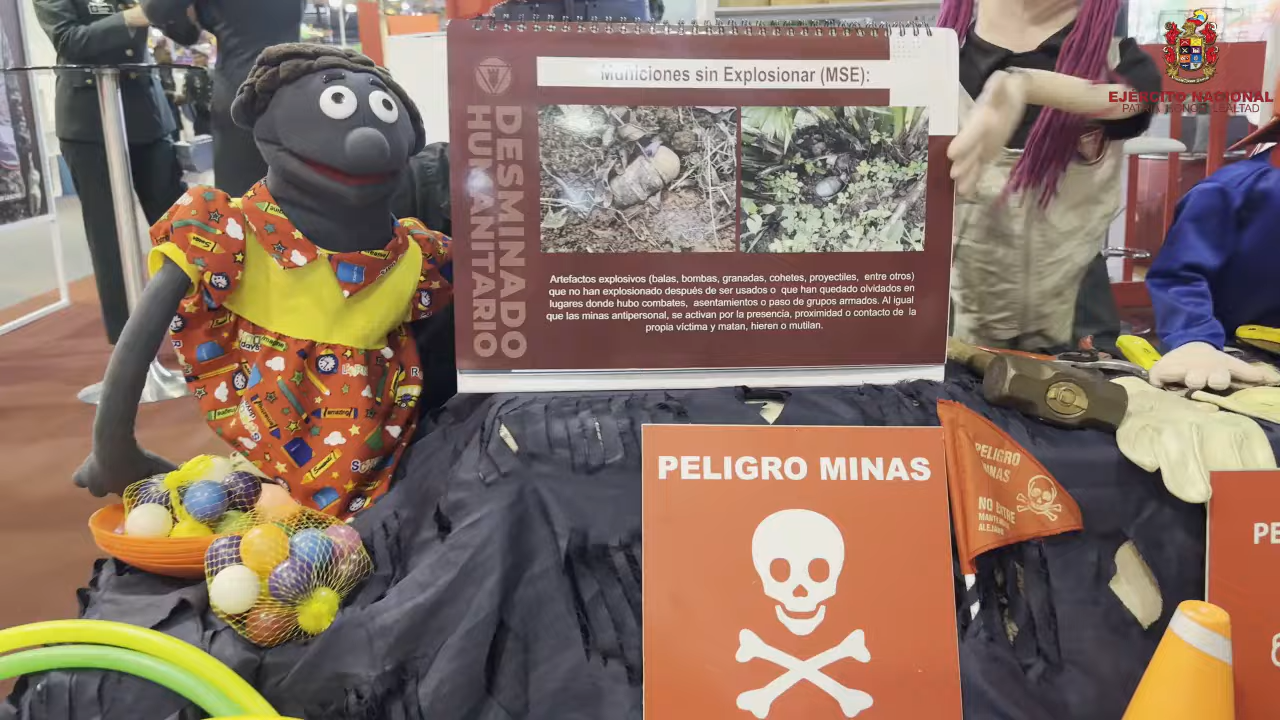 EJÉRCITO NACIONAL
PATRIA HONOR LEALTAD
Municiones sin Explosionar (MSE):
DESMINADO
HUMANITARIO
Artefactos explosivos (balas, bombas, granadas, cohetes, proyectiles, entre otros)
que no han explosionado después de ser usados o que han quedado olvidados en
lugares donde hubo combates, asentamientos o paso de grupos armados. Al igual
que las minas antipersonal, se activan por la presencia, proximidad o contacto de la
propia víctima y matan, hieren o mutilan.
PELIGRO MINAS
PELIGRO
MINAS
NO ENTRE
PE